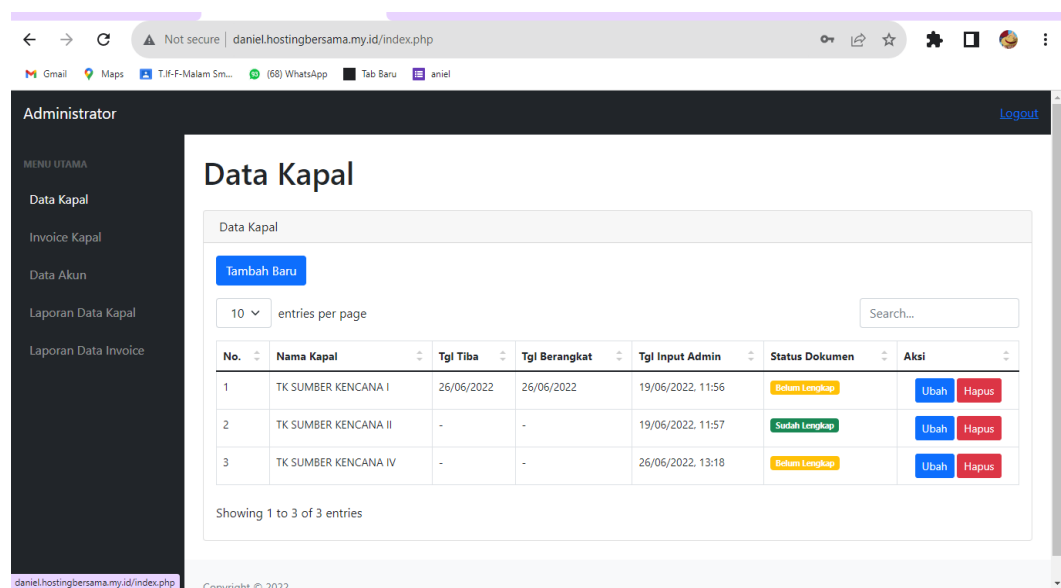 Not secure | daniel.hostingbersama.my.id/index.php
Gmail Maps T.If-F-Malam Sm... (68) WhatsApp Tab Baru aniel
Administrator Logout
MENU UTAMA
Data Kapal
Invoice Kapal
Data Akun
Laporan Data Kapal
Laporan Data Invoice
Data Kapal
Data Kapal
Tambah Baru
10 entries per page Search...
No. Nama Kapal Tgl Tiba Tgl Berangkat Tgl Input Admin Status Dokumen Aksi
1 TK SUMBER KENCANA I 26/06/2022 26/06/2022 19/06/2022, 11:56 Belum Lengkap Ubah Hapus
2 TK SUMBER KENCANA II - - 19/06/2022, 11:57 Sudah Lengkap Ubah Hapus
3 TK SUMBER KENCANA IV - - 26/06/2022, 13:18 Belum Lengkap Ubah Hapus
Showing 1 to 3 of 3 entries
Copyright © 2022
daniel.hostingbersama.my.id/index.php